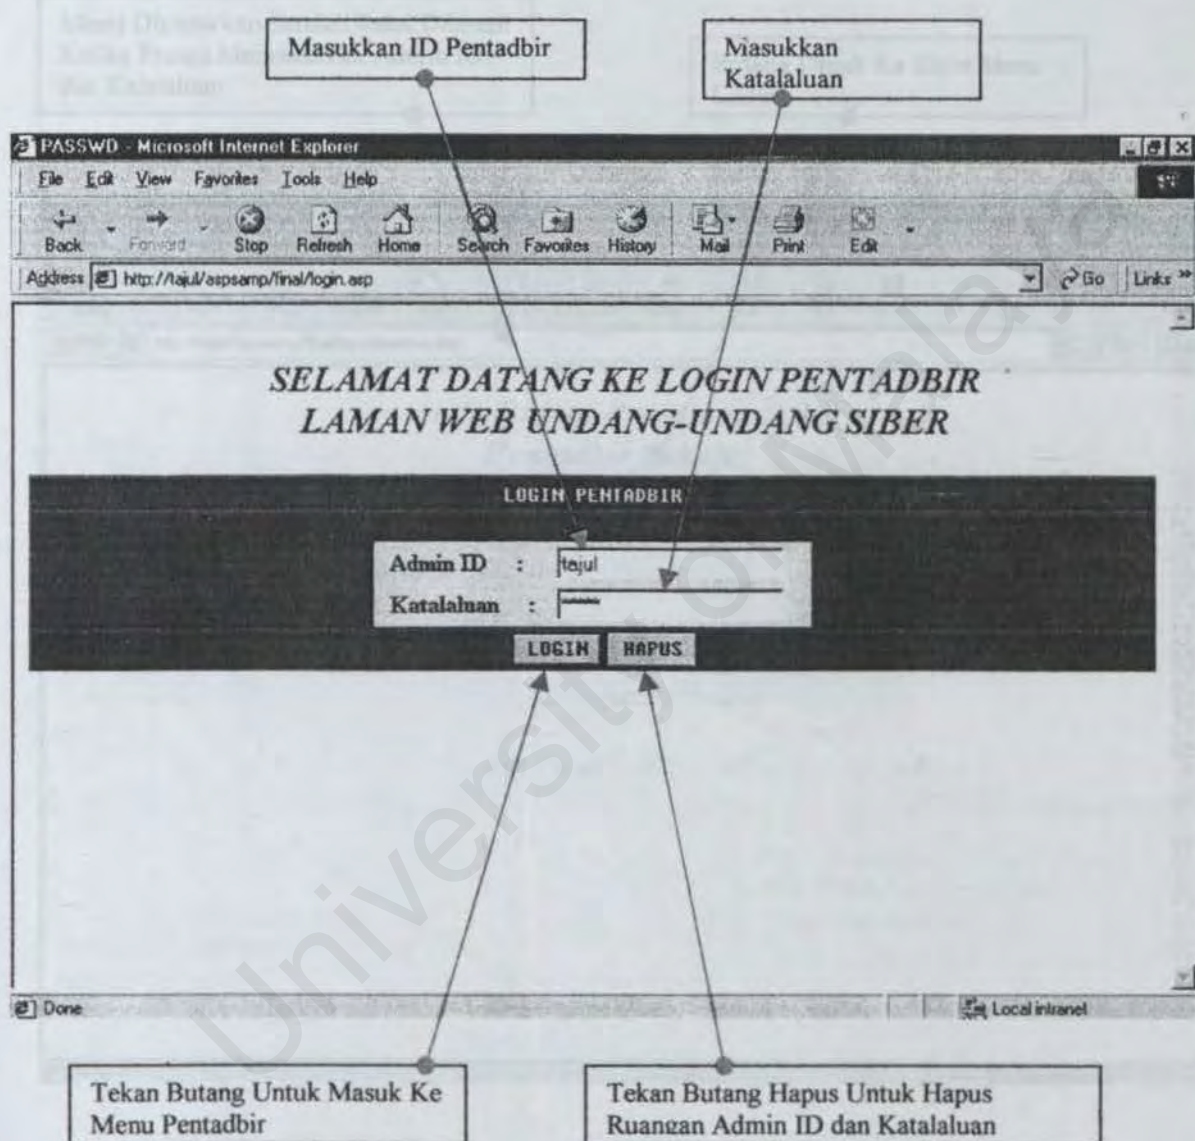 Masukkan ID Pentadbir
Masukkan
Katalaluan
PASSWD - Microsoft Internet Explorer
File Edit View Favorites Tools Help
Back Forward Stop Refresh Home Search Favorites History Mail Print Edit
Address http://tajul/aspsamp/final/login.asp Go Links »
SELAMAT DATANG KE LOGIN PENTADBIR
LAMAN WEB UNDANG-UNDANG SIBER
LOGIN PENTADBIR
Admin ID : tajul
Katalaluan :
LOGIN HAPUS
Done Local intranet
Tekan Butang Untuk Masuk Ke
Menu Pentadbir
Tekan Butang Hapus Untuk Hapus
Ruangan Admin ID dan Katalaluan
University of Malaya